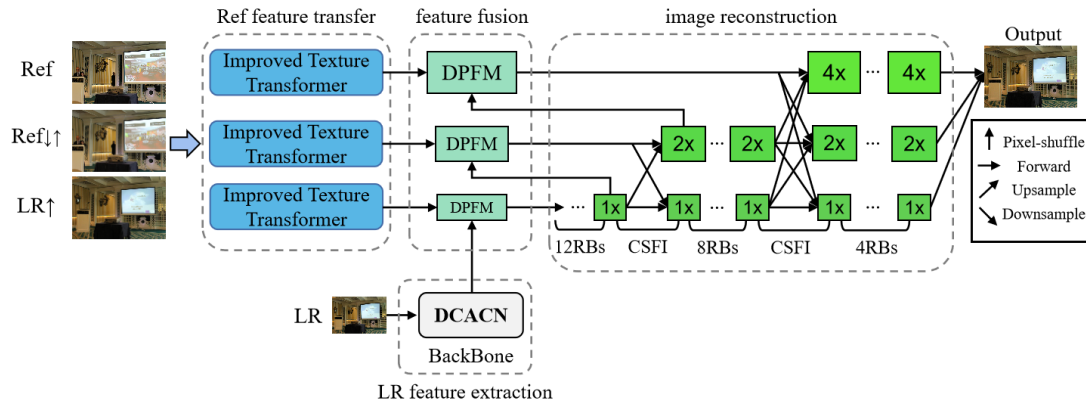 Ref feature transfer
feature fusion
image reconstruction
Output
Ref
Improved Texture
Transformer
DPFM
4x
...
4x
Ref↓↑
Improved Texture
Transformer
DPFM
2x
...
2x
2x
...
2x
LR↑
Improved Texture
Transformer
DPFM
...
1x
1x
...
1x
1x
...
1x
12RBs
CSFI
8RBs
CSFI
4RBs
Pixel-shuffle
Forward
Upsample
Downsample
LR
DCACN
BackBone
LR feature extraction